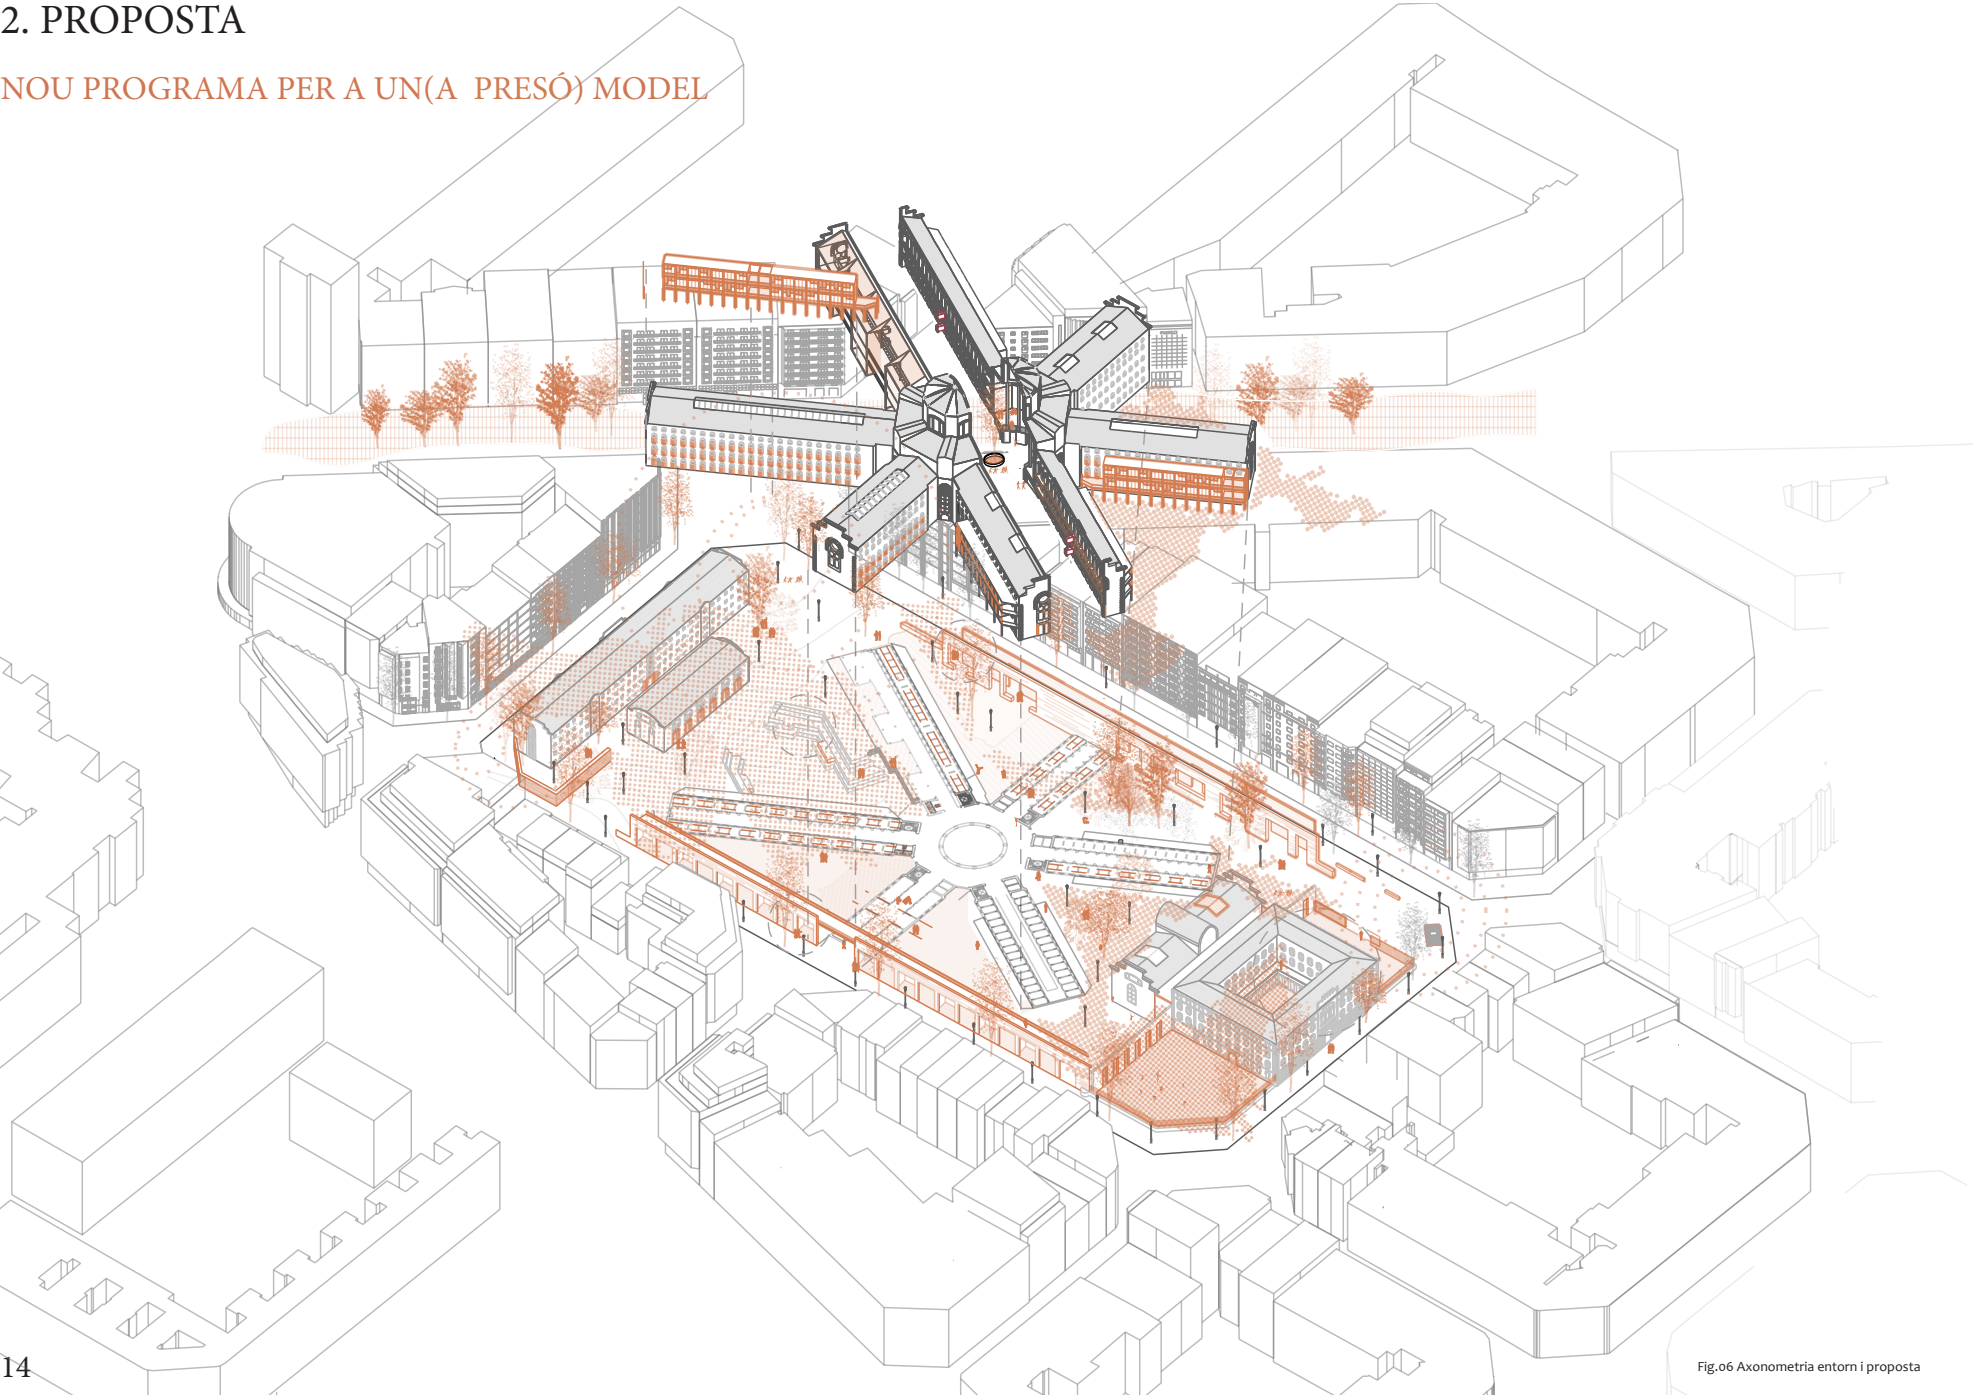 2. PROPOSTA
NOU PROGRAMA PER A UN(A PRESÓ) MODEL
14
Fig.06 Axonometria entorn i proposta